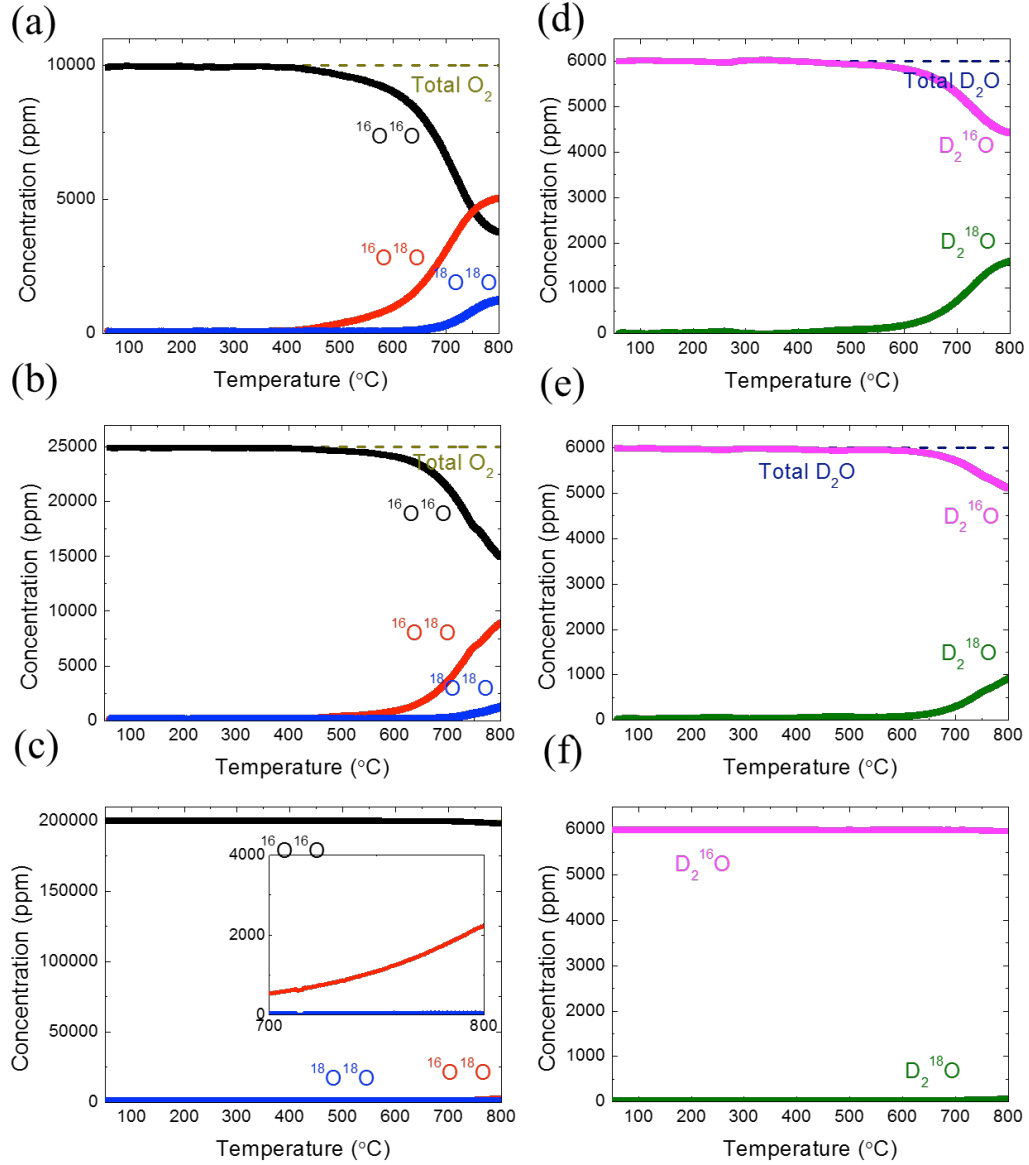 (a)
10000
5000
0
Concentration (ppm)
Total O2
16O16O
16O18O
18O18O
100 200 300 400 500 600 700 800
Temperature (oC)
(d)
6000
5000
4000
3000
2000
1000
0
Concentration (ppm)
Total D2O
D216O
D218O
100 200 300 400 500 600 700 800
Temperature (oC)
(b)
25000
20000
15000
10000
5000
0
Concentration (ppm)
Total O2
16O16O
16O18O
18O18O
100 200 300 400 500 600 700 800
Temperature (oC)
(e)
6000
5000
4000
3000
2000
1000
0
Concentration (ppm)
Total D2O
D216O
D218O
100 200 300 400 500 600 700 800
Temperature (oC)
(c)
200000
150000
100000
50000
0
Concentration (ppm)
16O16O
4000
2000
0
700 800
18O18O
16O18O
100 200 300 400 500 600 700 800
Temperature (oC)
(f)
6000
5000
4000
3000
2000
1000
0
Concentration (ppm)
D216O
D218O
100 200 300 400 500 600 700 800
Temperature (oC)